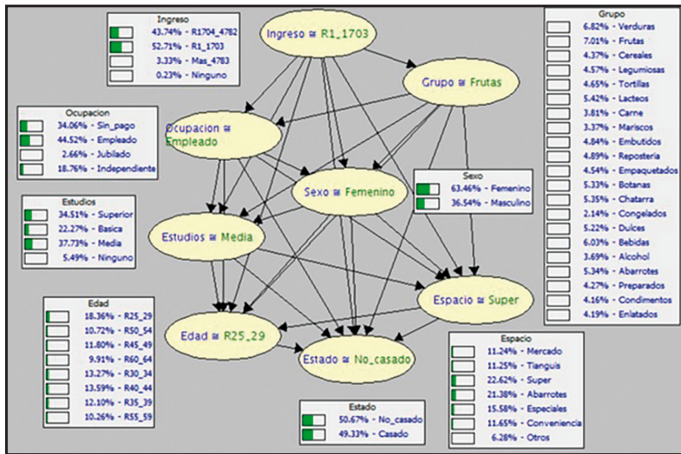 Ingreso
43.74% - R1704_4782
52.71% - R1_1703
3.33% - Mas_4783
0.23% - Ninguno
Ingreso ≅ R1_1703
Grupo ≅ Frutas
Grupo
6.82% - Verduras
7.01% - Frutas
4.37% - Cereales
4.57% - Legumiosas
4.65% - Tortillas
5.42% - Lacteos
3.81% - Carne
3.37% - Mariscos
4.84% - Embutidos
4.89% - Reposteria
4.54% - Empaquetados
5.33% - Botanas
5.35% - Chatarra
2.14% - Congelados
5.22% - Dulces
6.03% - Bebidas
3.69% - Alcohol
5.34% - Abarrotes
4.27% - Preparados
4.16% - Condimentos
4.19% - Enlatados
Ocupacion
34.06% - Sin_pago
44.52% - Empleado
2.66% - Jubilado
18.76% - Independiente
Ocupacion ≅
Empleado
Sexo ≅ Femenino
Sexo
63.46% - Femenino
36.54% - Masculino
Estudios
34.51% - Superior
22.27% - Basica
37.73% - Media
5.49% - Ninguno
Estudios ≅ Media
Espacio ≅ Super
Edad
18.36% - R25_29
10.72% - R50_54
11.80% - R45_49
9.91% - R60_64
13.27% - R30_34
13.59% - R40_44
12.10% - R35_39
10.26% - R55_59
Edad ≅ R25_29
Estado ≅ No_casado
Espacio
11.24% - Mercado
11.25% - Tianguis
22.62% - Super
21.38% - Abarrotes
15.58% - Especiales
11.65% - Conveniencia
6.28% - Otros
Estado
50.67% - No_casado
49.33% - Casado